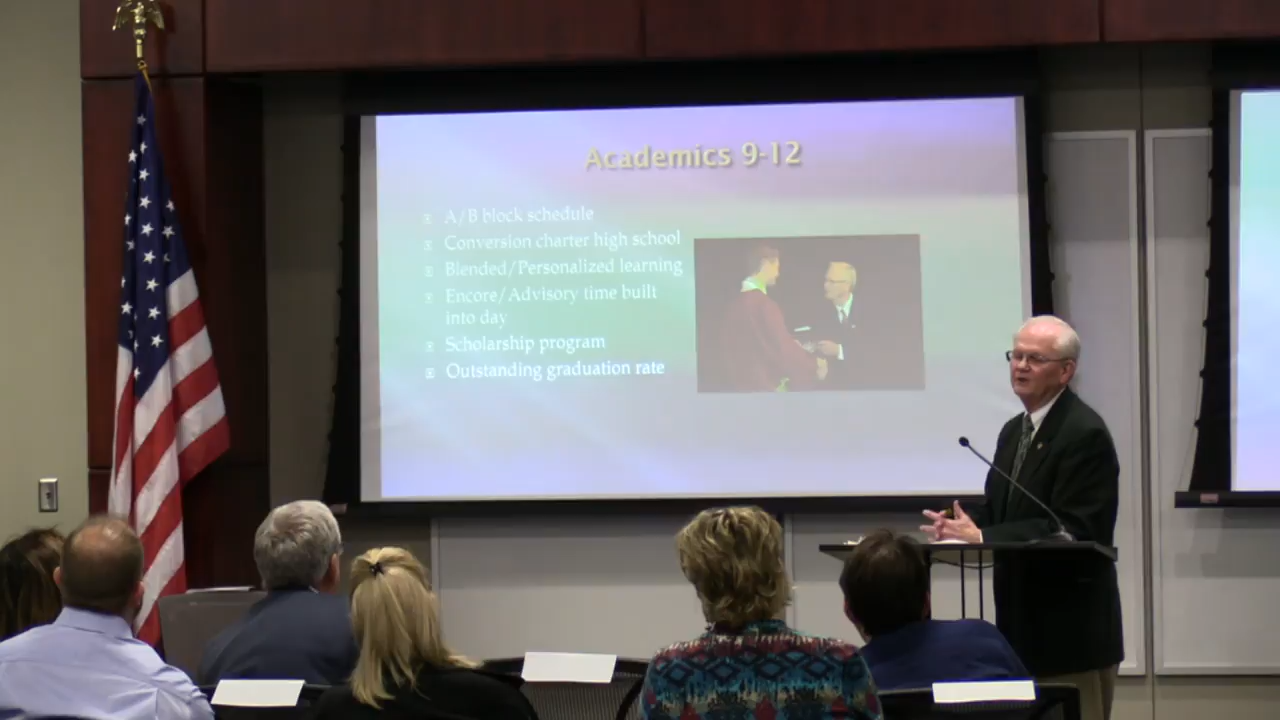 Academics 9-12
A/B block schedule
Conversion charter high school
Blended/Personalized learning
Encore/Advisory time built
into day
Scholarship program
Outstanding graduation rate